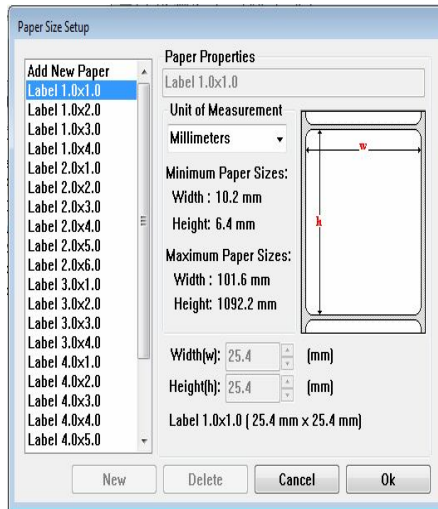 Paper Size Setup
Add New Paper
Label 1.0x1.0
Label 1.0x2.0
Label 1.0x3.0
Label 1.0x4.0
Label 2.0x1.0
Label 2.0x2.0
Label 2.0x3.0
Label 2.0x4.0
Label 2.0x5.0
Label 2.0x6.0
Label 3.0x1.0
Label 3.0x2.0
Label 3.0x3.0
Label 3.0x4.0
Label 4.0x1.0
Label 4.0x2.0
Label 4.0x3.0
Label 4.0x4.0
Label 4.0x5.0
Paper Properties
Label 1.0x1.0
Unit of Measurement
Millimeters
Minimum Paper Sizes:
Width : 10.2 mm
Height: 6.4 mm
Maximum Paper Sizes:
Width : 101.6 mm
Height: 1092.2 mm
w
h
Width(w): 25.4 (mm)
Height(h): 25.4 (mm)
Label 1.0x1.0 ( 25.4 mm x 25.4 mm)
New Delete Cancel Ok